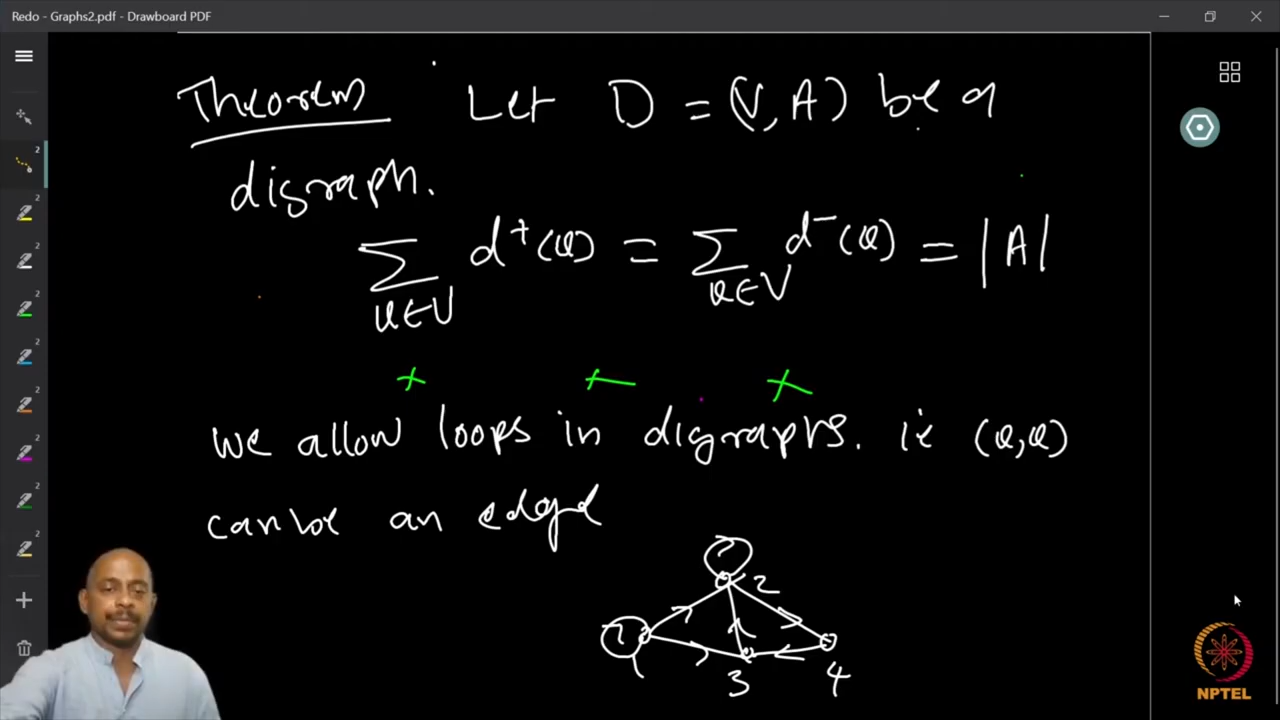 Redo - Graphs2.pdf - Drawboard PDF
Theorem Let D = (V, A) be a
digraph.
∑ d⁺(v) = ∑ d⁻(v) = |A|
v∈V v∈V
We allow loops in digraphs. ie (v,v)
can be an edge
2
1
3 4
NPTEL